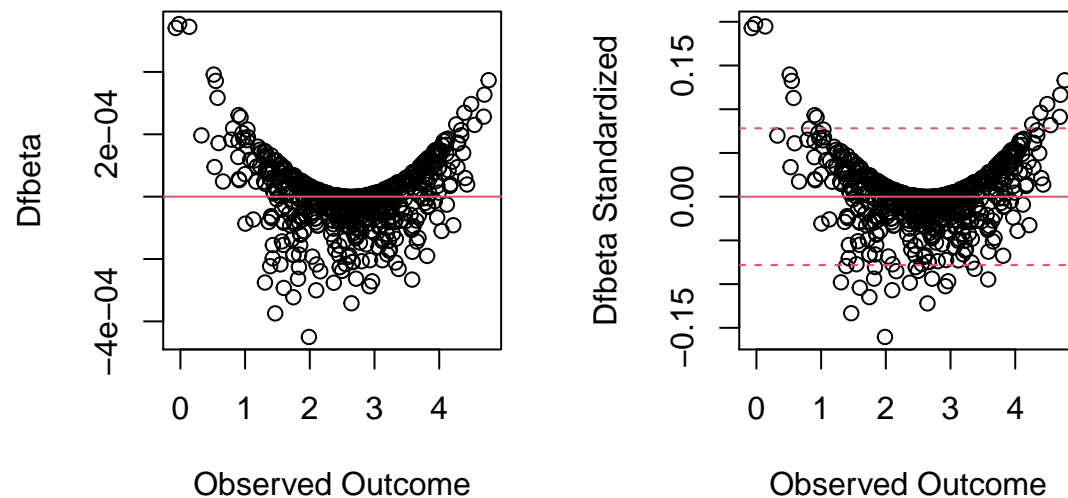 Dfbeta
2e−04
−4e−04
0 1 2 3 4
Observed Outcome
Dfbeta Standardized
0.15
0.00
−0.15
0 1 2 3 4
Observed Outcome